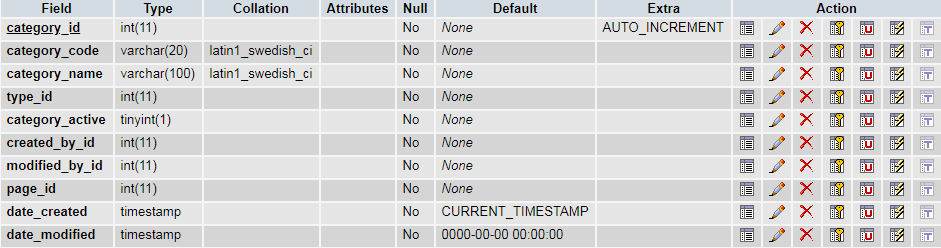 Field Type Collation Attributes Null Default Extra Action
category_id int(11) No None AUTO_INCREMENT
category_code varchar(20) latin1_swedish_ci No None
category_name varchar(100) latin1_swedish_ci No None
type_id int(11) No None
category_active tinyint(1) No None
created_by_id int(11) No None
modified_by_id int(11) No None
page_id int(11) No None
date_created timestamp No CURRENT_TIMESTAMP
date_modified timestamp No 0000-00-00 00:00:00